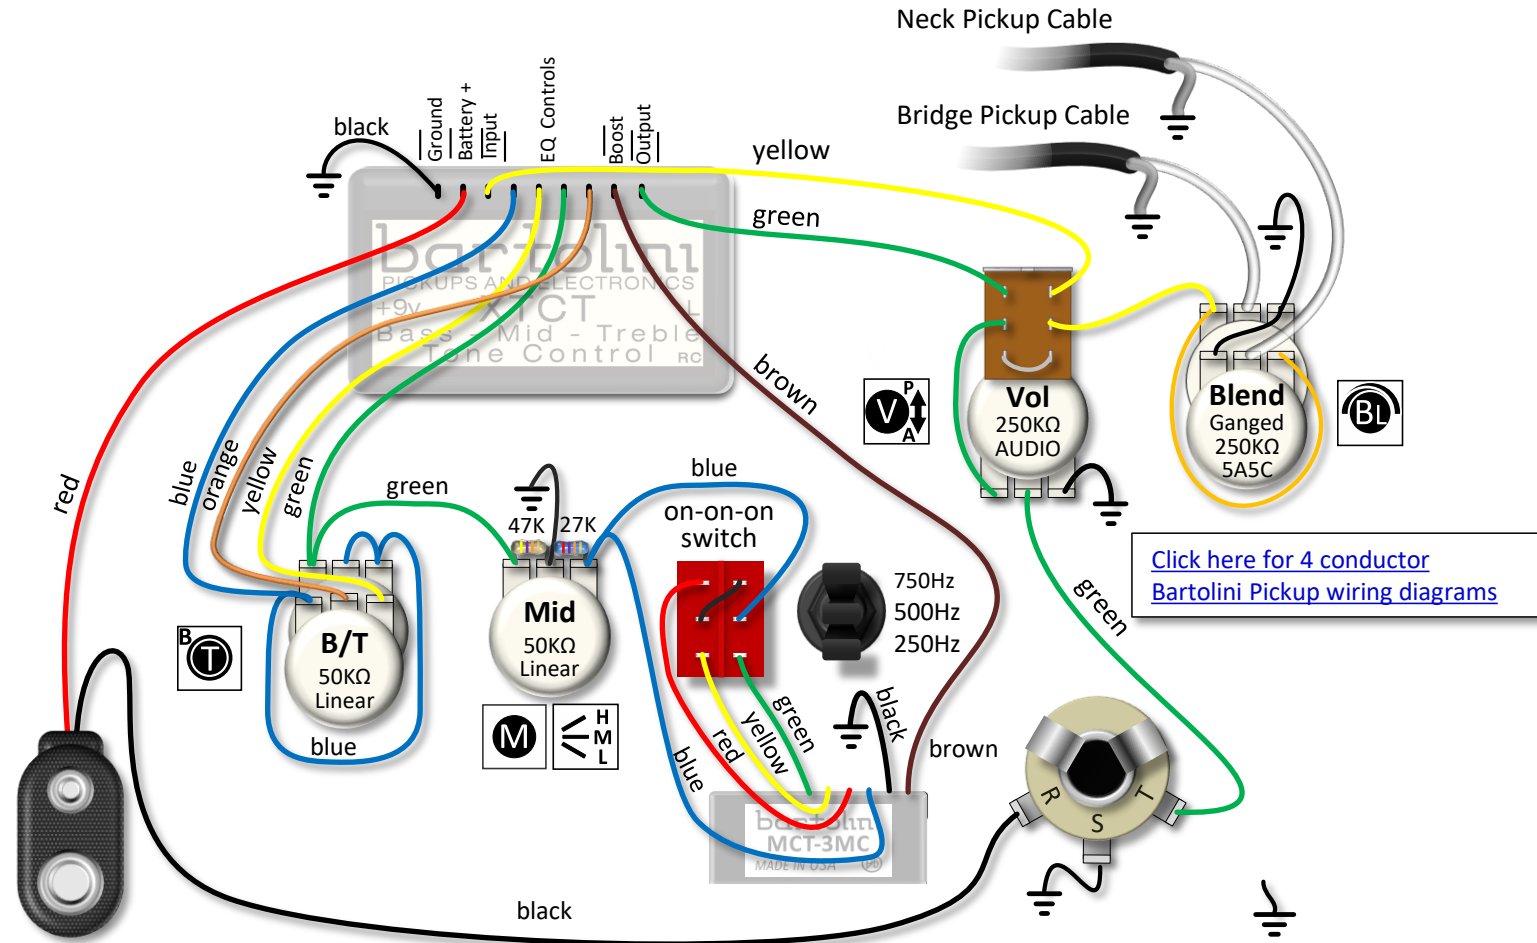 Neck Pickup Cable
Bridge Pickup Cable
Ground
Battery +
Input
EQ Controls
Boost
Output
black
yellow
green
bartolini
PICKUPS AND ELECTRONICS
+9v XTCT L
Bass - Mid - Treble
Tone Control RC
brown
red
blue
orange
yellow
green
green
47K
27K
blue
on-on-on
switch
750Hz
500Hz
250Hz
V
P
A
Vol
250KΩ
AUDIO
Blend
Ganged
250KΩ
5A5C
BL
Click here for 4 conductor
Bartolini Pickup wiring diagrams
green
B
T
B/T
50KΩ
Linear
blue
Mid
50KΩ
Linear
M
H
M
L
blue
red
yellow
green
black
brown
bartolini
MCT-3MC
MADE IN USA
R
S
T
black